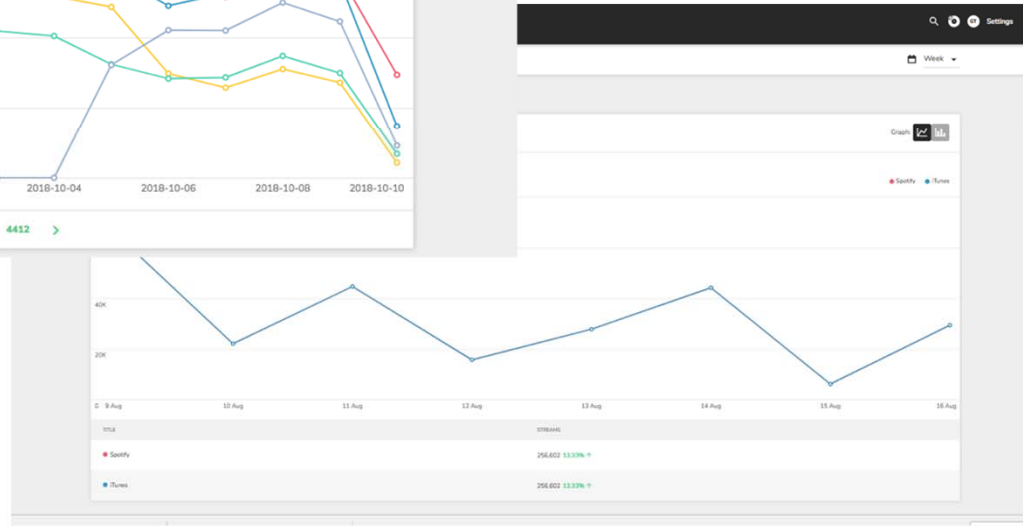 Settings
Week
Graph:
Spotify iTunes
2018-10-04 2018-10-06 2018-10-08 2018-10-10
4412
40K
20K
0 9 Aug 10 Aug 11 Aug 12 Aug 13 Aug 14 Aug 15 Aug 16 Aug
TITLE STREAMS
Spotify 256,602 13.33% ↑
iTunes 256,602 13.33% ↑